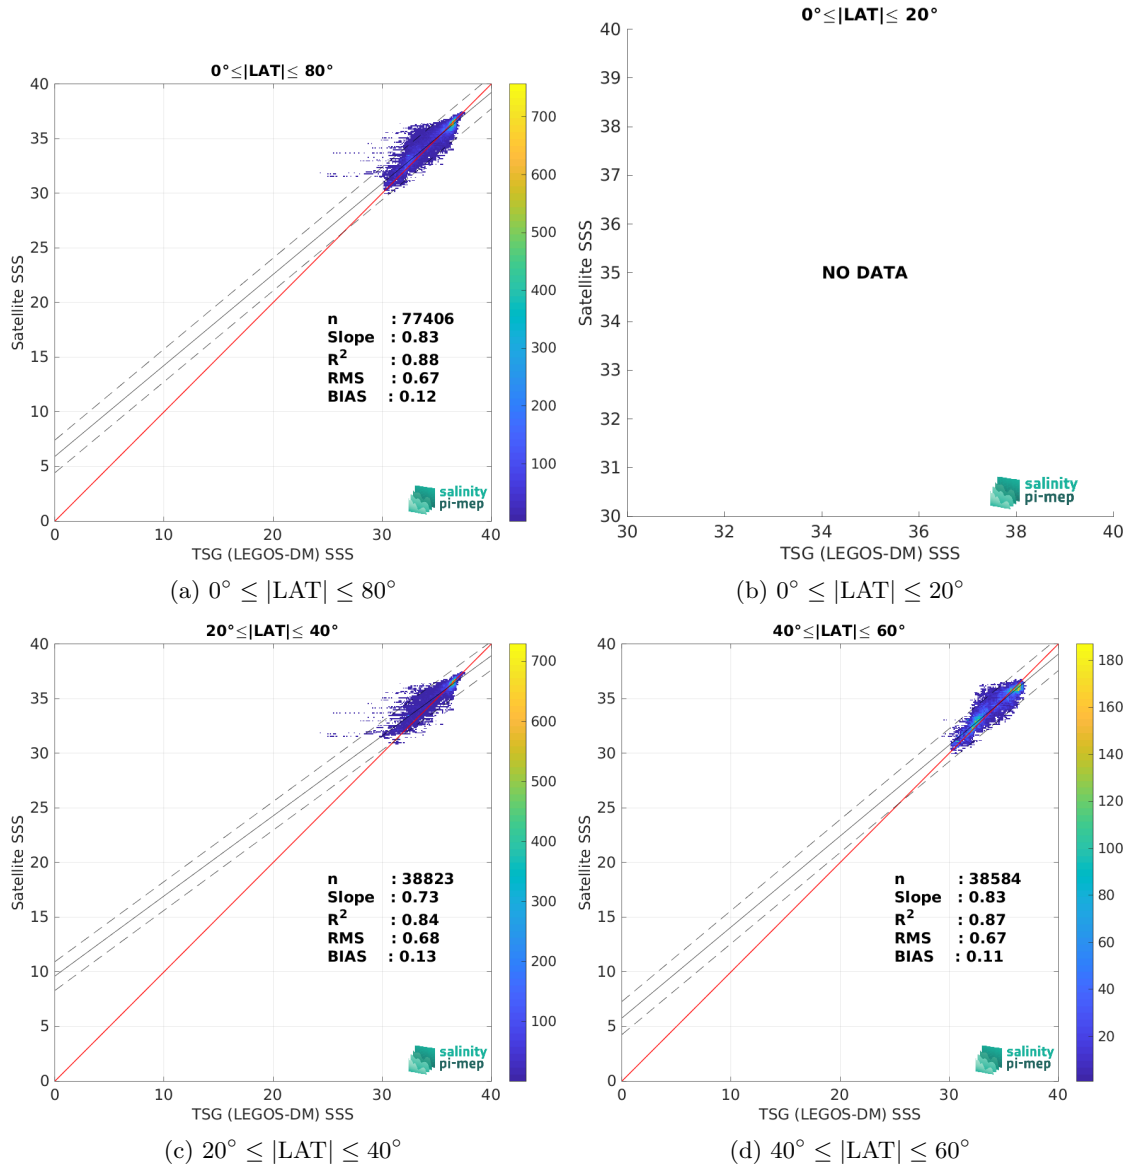 0°≤|LAT|≤ 80°
40
35
30
25
20
15
10
5
0
Satellite SSS
0
10
20
30
40
TSG (LEGOS-DM) SSS
700
600
500
400
300
200
100
n : 77406
Slope : 0.83
R² : 0.88
RMS : 0.67
BIAS : 0.12
salinity
pi-mep
(a) 0° ≤ |LAT| ≤ 80°
0°≤|LAT|≤ 20°
40
39
38
37
36
35
34
33
32
31
30
Satellite SSS
NO DATA
30
32
34
36
38
40
TSG (LEGOS-DM) SSS
salinity
pi-mep
(b) 0° ≤ |LAT| ≤ 20°
20°≤|LAT|≤ 40°
40
35
30
25
20
15
10
5
0
Satellite SSS
0
10
20
30
40
TSG (LEGOS-DM) SSS
700
600
500
400
300
200
100
n : 38823
Slope : 0.73
R² : 0.84
RMS : 0.68
BIAS : 0.13
salinity
pi-mep
(c) 20° ≤ |LAT| ≤ 40°
40°≤|LAT|≤ 60°
40
35
30
25
20
15
10
5
0
Satellite SSS
0
10
20
30
40
TSG (LEGOS-DM) SSS
180
160
140
120
100
80
60
40
20
n : 38584
Slope : 0.83
R² : 0.87
RMS : 0.67
BIAS : 0.11
salinity
pi-mep
(d) 40° ≤ |LAT| ≤ 60°